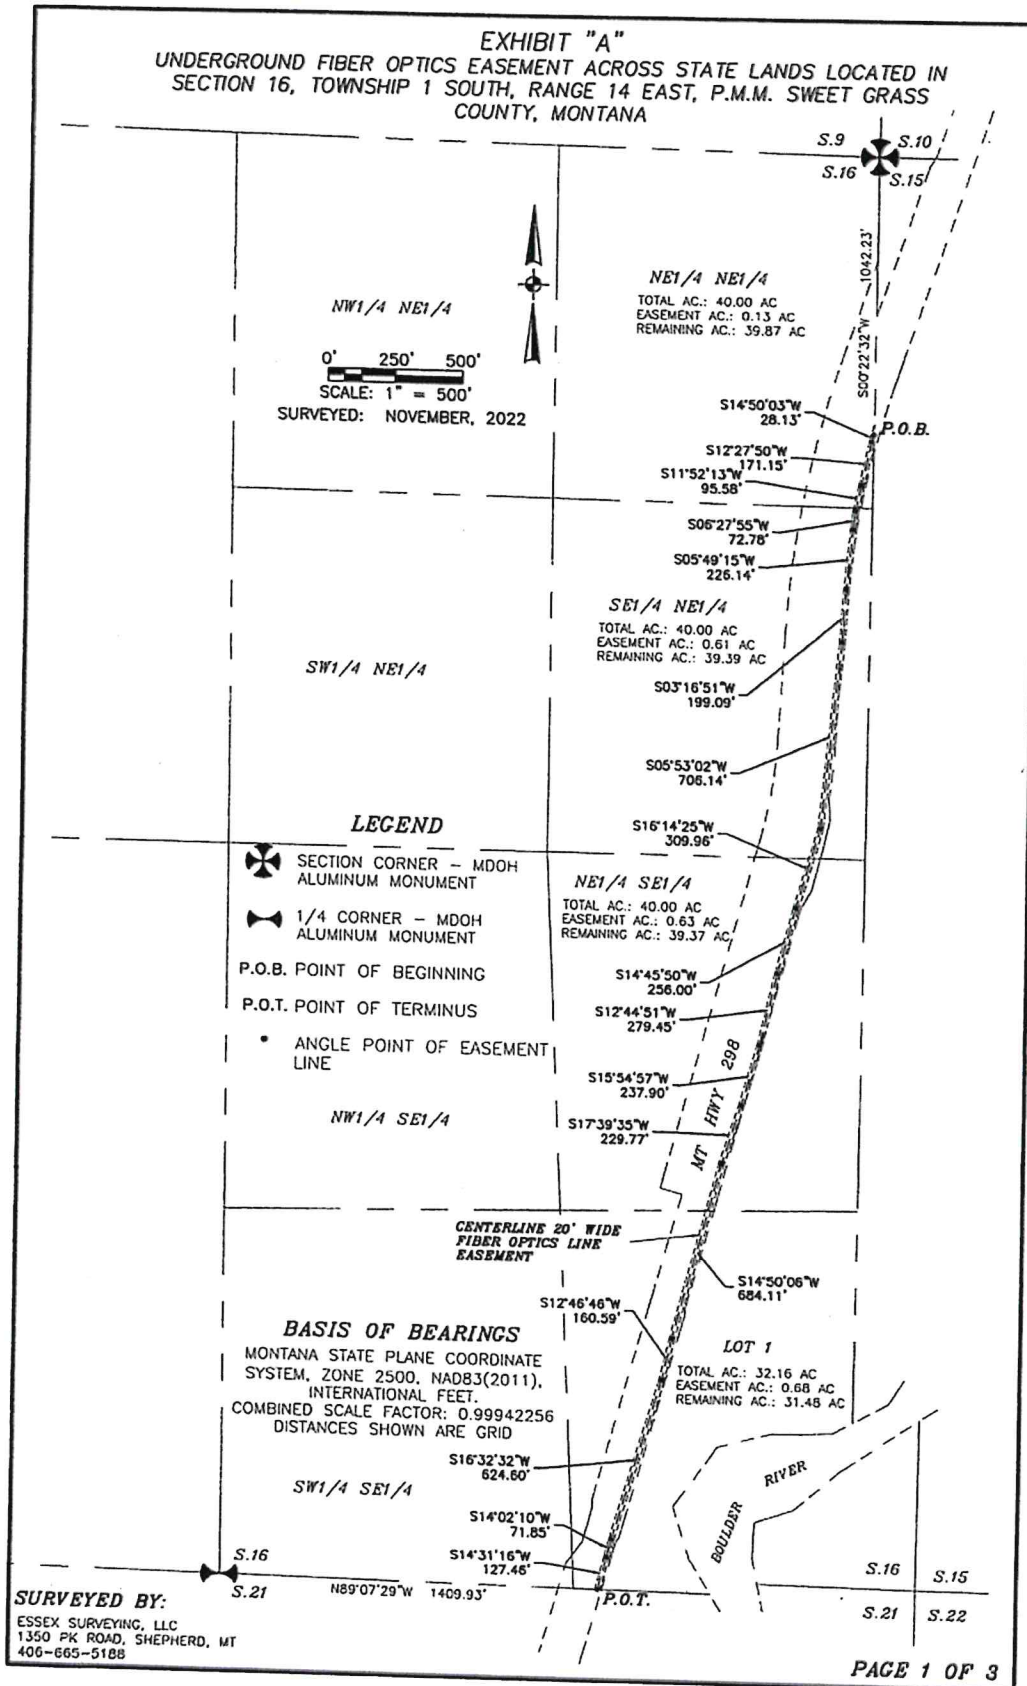 EXHIBIT "A"
UNDERGROUND FIBER OPTICS EASEMENT ACROSS STATE LANDS LOCATED IN
SECTION 16, TOWNSHIP 1 SOUTH, RANGE 14 EAST, P.M.M. SWEET GRASS
COUNTY, MONTANA
S.9
S.10
S.16
S.15
1042.23'
S00°22'32"W
NW1/4 NE1/4
NE1/4 NE1/4
TOTAL AC.: 40.00 AC
EASEMENT AC.: 0.13 AC
REMAINING AC.: 39.87 AC
0' 250' 500'
SCALE: 1" = 500'
SURVEYED: NOVEMBER, 2022
S14°50'03"W
28.13'
P.O.B.
S12°27'50"W
171.15'
S11°52'13"W
95.58'
S06°27'55"W
72.78'
S05°49'15"W
226.14'
SE1/4 NE1/4
TOTAL AC.: 40.00 AC
EASEMENT AC.: 0.61 AC
REMAINING AC.: 39.39 AC
SW1/4 NE1/4
S03°16'51"W
199.09'
S05°53'02"W
706.14'
S16°14'25"W
309.96'
LEGEND
SECTION CORNER – MDOH
ALUMINUM MONUMENT
1/4 CORNER – MDOH
ALUMINUM MONUMENT
P.O.B. POINT OF BEGINNING
P.O.T. POINT OF TERMINUS
ANGLE POINT OF EASEMENT
LINE
NE1/4 SE1/4
TOTAL AC.: 40.00 AC
EASEMENT AC.: 0.63 AC
REMAINING AC.: 39.37 AC
S14°45'50"W
256.00'
S12°44'51"W
279.45'
MT HWY 298
S15°54'57"W
237.90'
S17°39'35"W
229.77'
NW1/4 SE1/4
CENTERLINE 20' WIDE
FIBER OPTICS LINE
EASEMENT
S14°50'06"W
684.11'
S12°46'46"W
160.59'
BASIS OF BEARINGS
MONTANA STATE PLANE COORDINATE
SYSTEM, ZONE 2500, NAD83(2011),
INTERNATIONAL FEET.
COMBINED SCALE FACTOR: 0.99942256
DISTANCES SHOWN ARE GRID
LOT 1
TOTAL AC.: 32.16 AC
EASEMENT AC.: 0.68 AC
REMAINING AC.: 31.48 AC
S16°32'32"W
624.60'
SW1/4 SE1/4
BOULDER RIVER
S14°02'10"W
71.85'
S14°31'16"W
127.46'
S.16
S.21
N89°07'29"W 1409.93'
P.O.T.
S.16
S.15
S.21
S.22
SURVEYED BY:
ESSEX SURVEYING, LLC
1350 PK ROAD, SHEPHERD, MT
406-665-5188
PAGE 1 OF 3